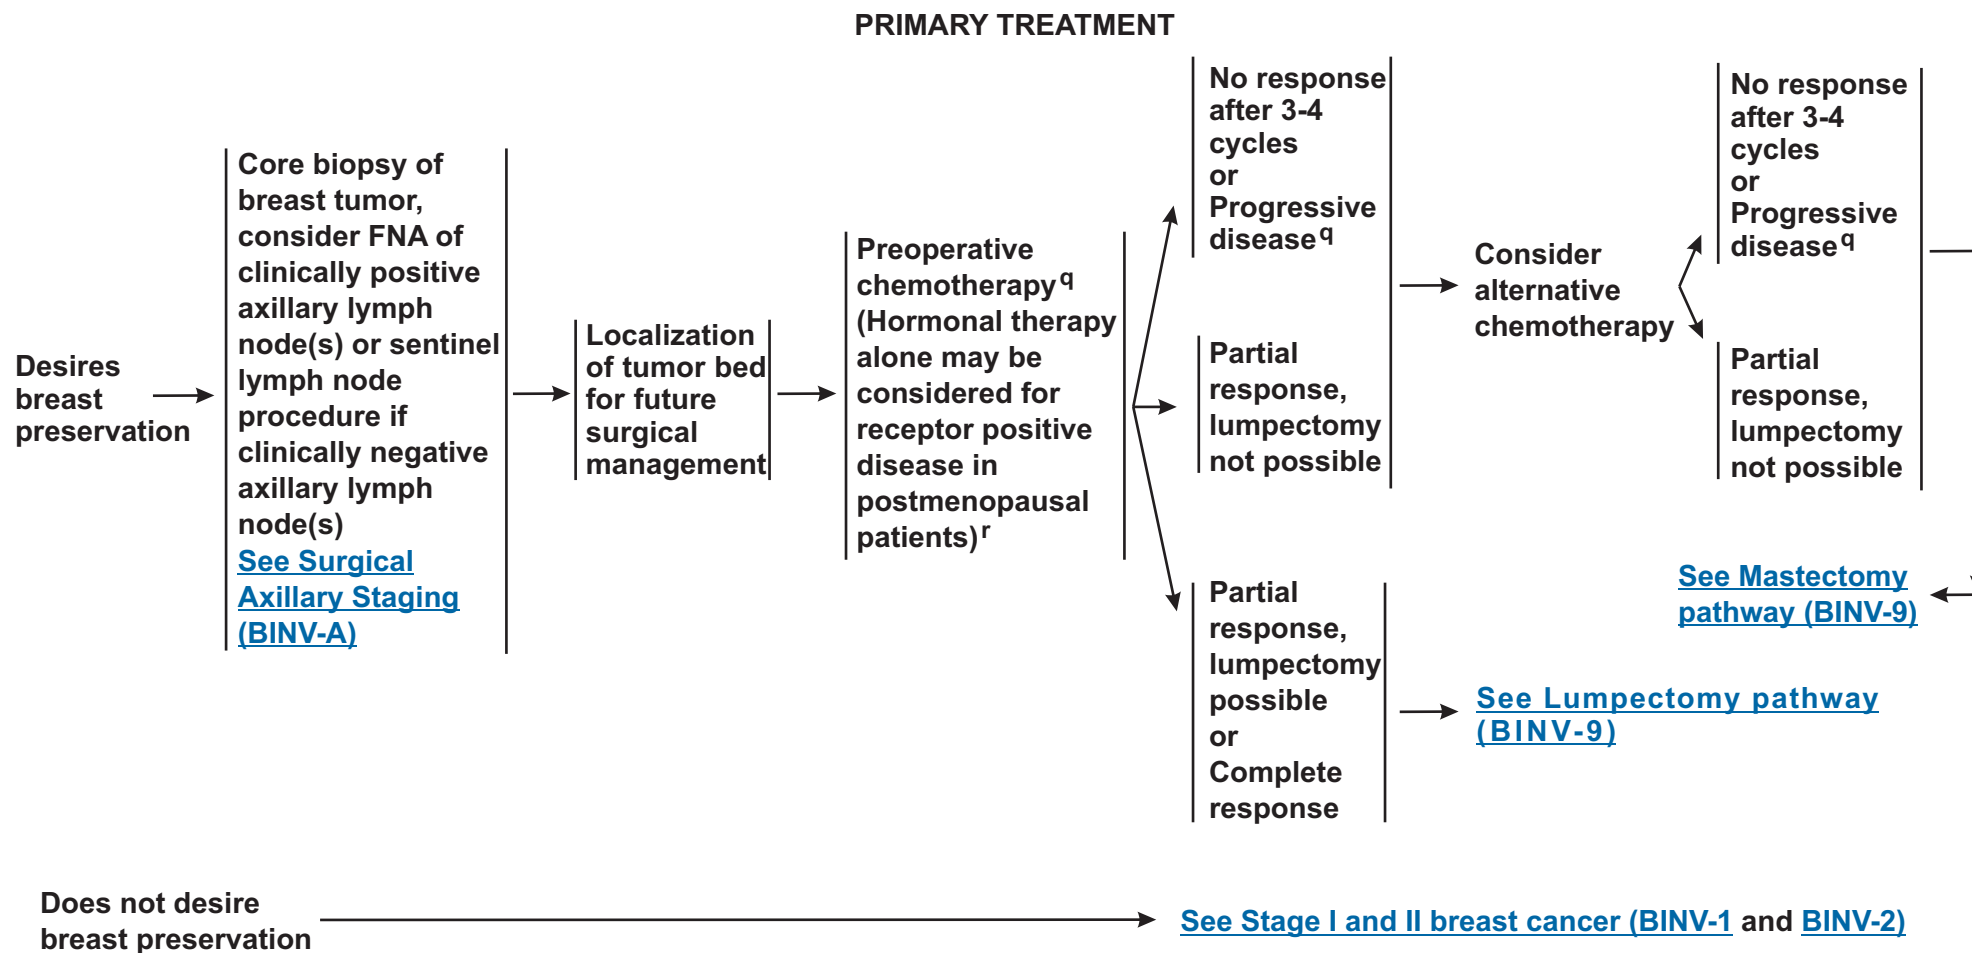 PRIMARY TREATMENT
Desires
breast
preservation
Core biopsy of
breast tumor,
consider FNA of
clinically positive
axillary lymph
node(s) or sentinel
lymph node
procedure if
clinically negative
axillary lymph
node(s)
See Surgical
Axillary Staging
(BINV-A)
Localization
of tumor bed
for future
surgical
management
Preoperative
chemotherapy q
(Hormonal therapy
alone may be
considered for
receptor positive
disease in
postmenopausal
patients) r
No response
after 3-4
cycles
or
Progressive
disease q
Partial
response,
lumpectomy
not possible
Partial
response,
lumpectomy
possible
or
Complete
response
Consider
alternative
chemotherapy
No response
after 3-4
cycles
or
Progressive
disease q
Partial
response,
lumpectomy
not possible
See Mastectomy
pathway (BINV-9)
See Lumpectomy pathway
(BINV-9)
Does not desire
breast preservation
See Stage I and II breast cancer (BINV-1 and BINV-2)